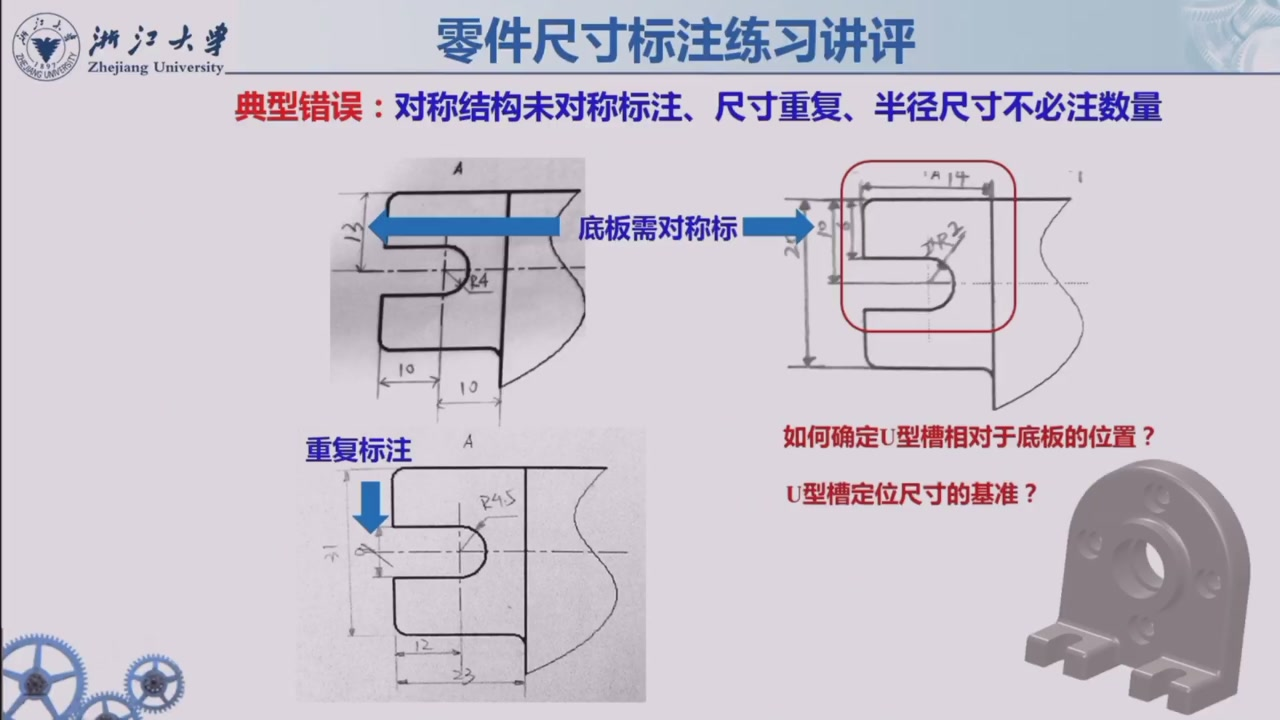 浙江大学
Zhejiang University
ZHEJIANG UNIVERSITY
1897
零件尺寸标注练习讲评
典型错误：对称结构未对称标注、尺寸重复、半径尺寸不必注数量
A
13
R4
10
10
底板需对称标
14
R2
重复标注
A
R4.5
31
12
23
如何确定U型槽相对于底板的位置？
U型槽定位尺寸的基准？